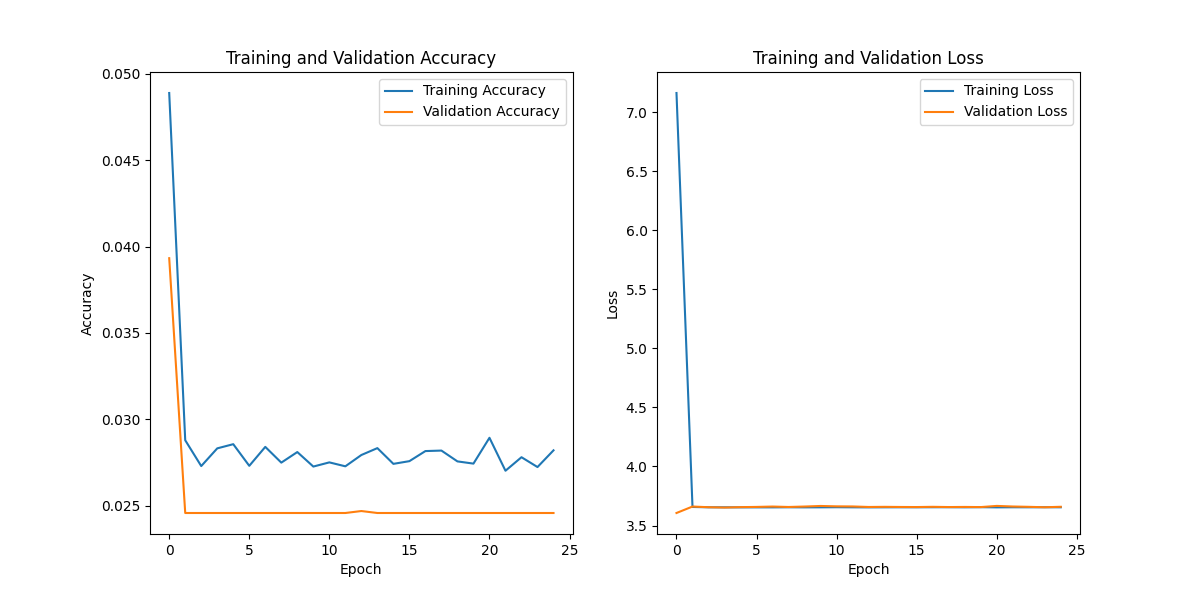 Training and Validation Accuracy
0.050
0.045
0.040
0.035
0.030
0.025
Accuracy
0
5
10
15
20
25
Epoch
Training Accuracy
Validation Accuracy
Training and Validation Loss
7.0
6.5
6.0
5.5
5.0
4.5
4.0
3.5
Loss
0
5
10
15
20
25
Epoch
Training Loss
Validation Loss